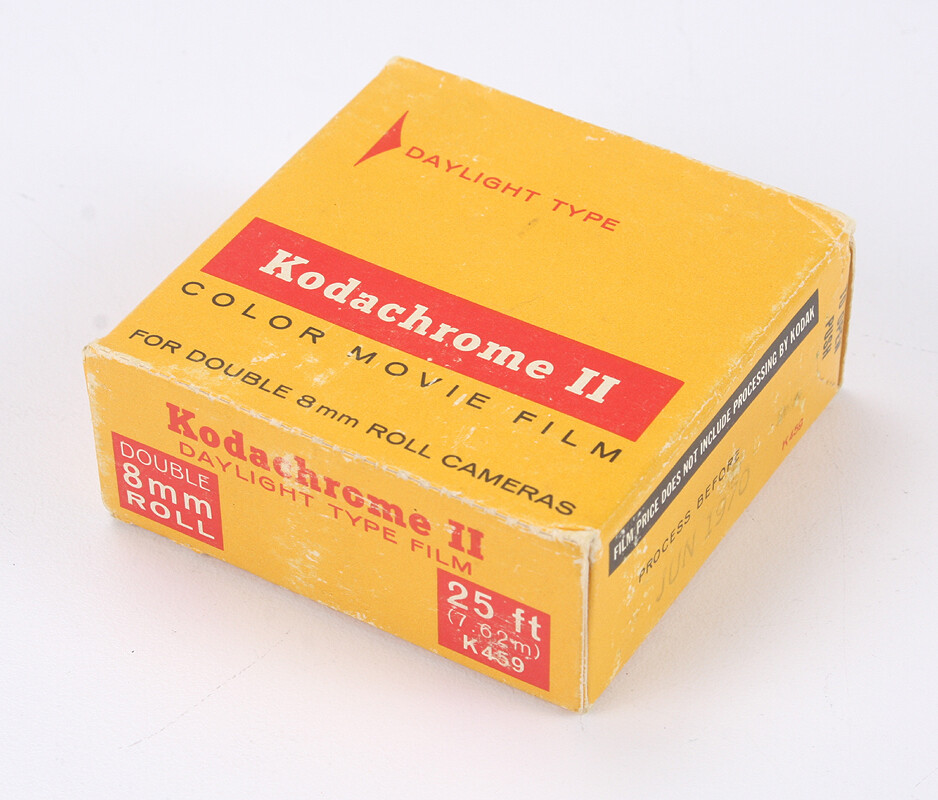 DAYLIGHT TYPE
Kodachrome II
COLOR MOVIE FILM
FOR DOUBLE 8mm ROLL CAMERAS
Kodachrome II
DAYLIGHT TYPE FILM
DOUBLE
8mm
ROLL
25 ft
(7.62m)
K459
FILM PRICE DOES NOT INCLUDE PROCESSING BY KODAK
PROCESS BEFORE
JUN 1970
K459